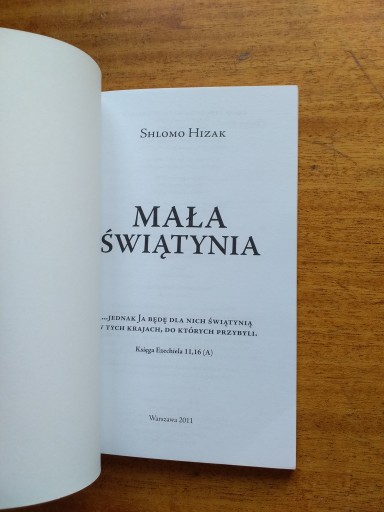 Shlomo Hizak
MAŁA
ŚWIĄTYNIA
...jednak Ja będę dla nich świątynią
w tych krajach, do których przybyli.
Księga Ezechiela 11,16 (A)
Warszawa 2011